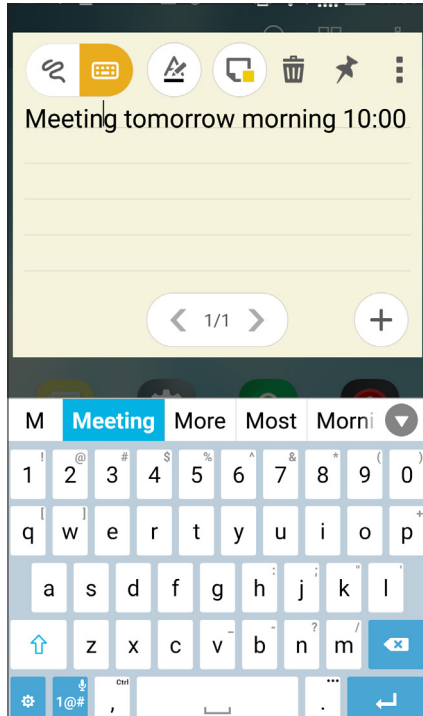 Meeting tomorrow morning 10:00
1/1
M Meeting More Most Morni
! @ # $ % ^ & * ( )
1 2 3 4 5 6 7 8 9 0
[ ] +
q w e r t y u i o p
: ; " '
a s d f g h j k l
_ - ? /
z x c v b n m
Ctrl ...
1@# , .